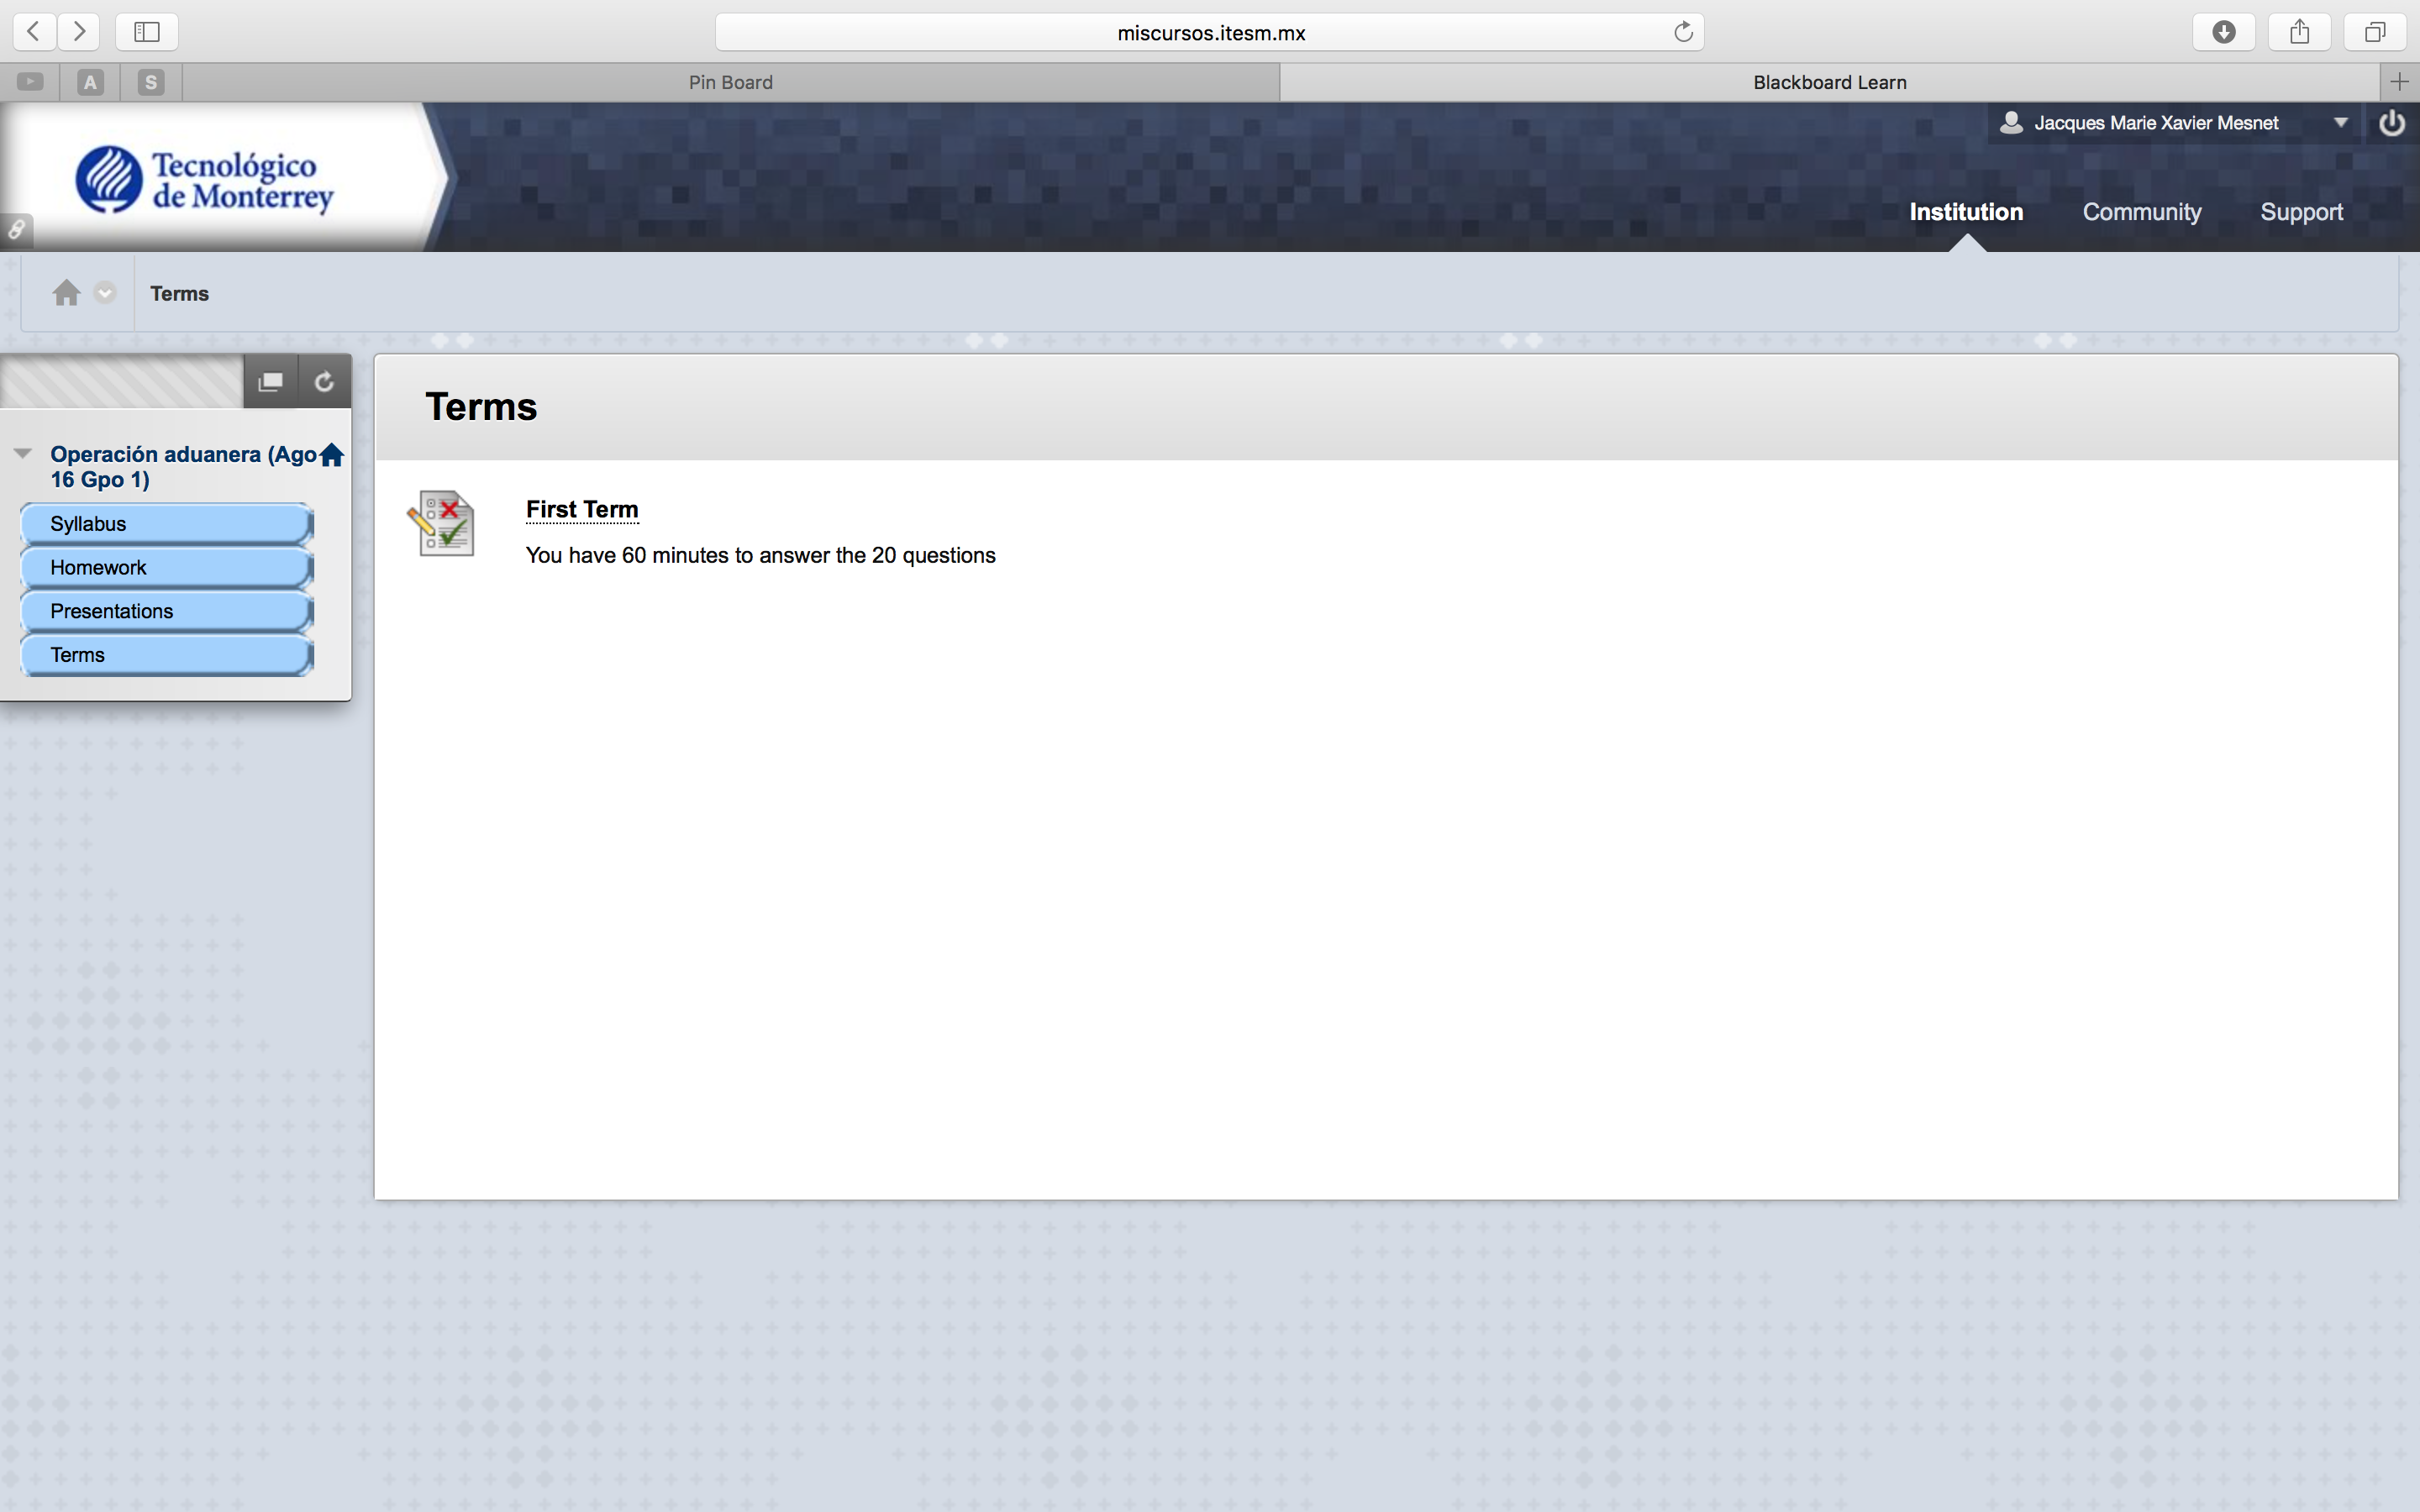 miscursos.itesm.mx
A
S
Pin Board
Blackboard Learn
Jacques Marie Xavier Mesnet
Tecnológico
de Monterrey
Institution
Community
Support
Terms
Terms
Operación aduanera (Ago
16 Gpo 1)
Syllabus
Homework
Presentations
Terms
First Term
You have 60 minutes to answer the 20 questions